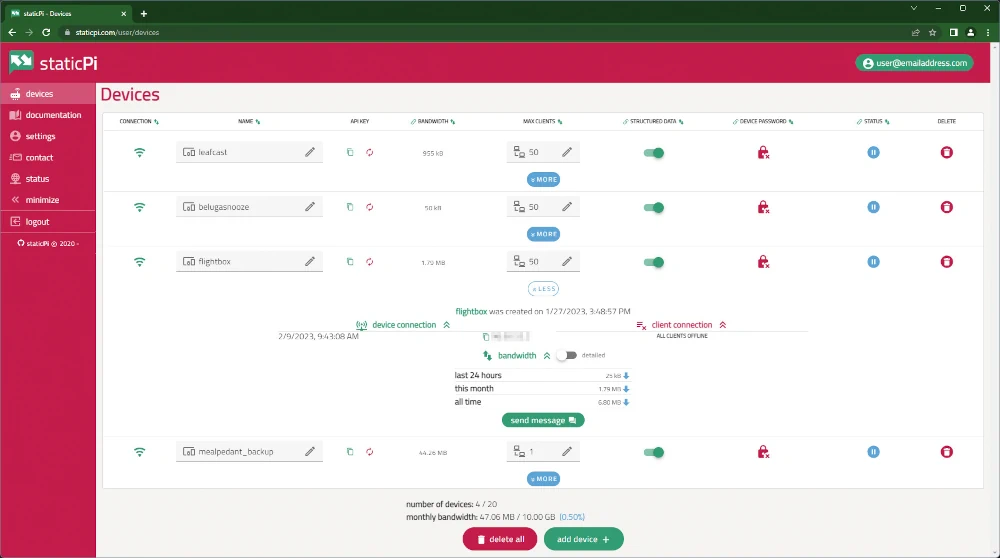 staticPi - Devices
staticpi.com/user/devices
staticPi
user@emailaddress.com
devices
documentation
settings
contact
status
minimize
logout
staticPi @ 2020 -
Devices
CONNECTION NAME API KEY BANDWIDTH MAX CLIENTS STRUCTURED DATA DEVICE PASSWORD STATUS DELETE
leafcast 955 kB 50
MORE
belugasnooze 50 kB 50
MORE
flightbox 1.79 MB 50
LESS
flightbox was created on 1/27/2023, 3:48:57 PM
device connection client connection
2/9/2023, 9:43:08 AM ALL CLIENTS OFFLINE
bandwidth detailed
last 24 hours 25 kB
this month 1.79 MB
all time 6.80 MB
send message
mealpedant_backup 44.26 MB 1
MORE
number of devices: 4 / 20
monthly bandwidth: 47.06 MB / 10.00 GB (0.50%)
delete all add device